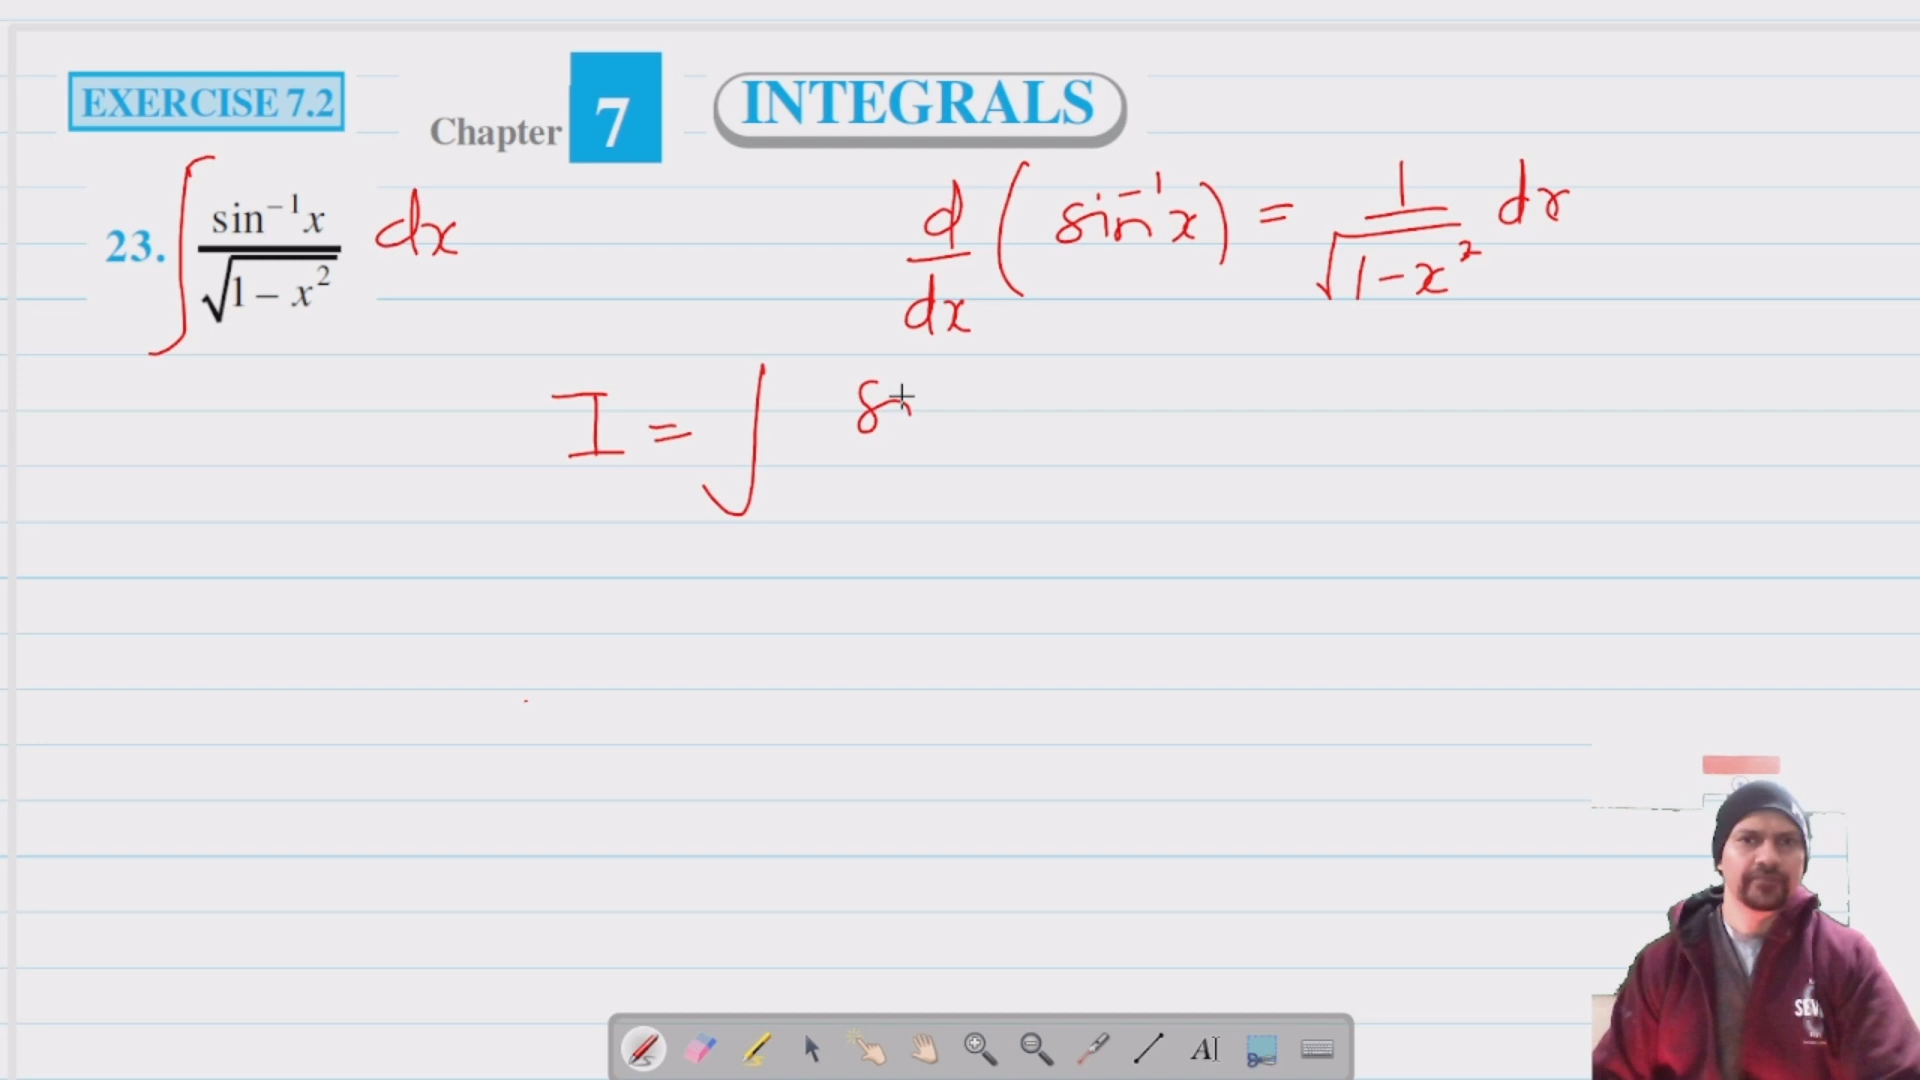 EXERCISE 7.2
Chapter 7
INTEGRALS
23. ∫ sin⁻¹x / √(1 – x²) dx
d/dx ( sin⁻¹x ) = 1 / √(1-x²) dx
I = ∫
AI